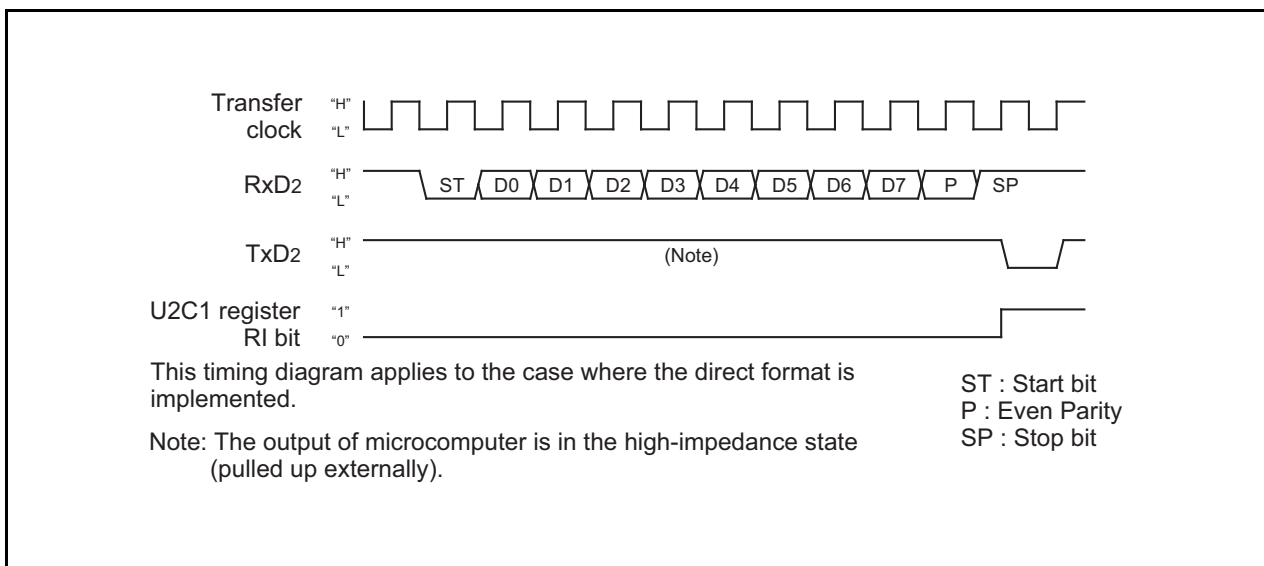 Transfer clock
“H”
“L”
RxD2
“H”
“L”
ST D0 D1 D2 D3 D4 D5 D6 D7 P SP
TxD2
“H”
“L”
(Note)
U2C1 register
RI bit
“1”
“0”
This timing diagram applies to the case where the direct format is
implemented.
Note: The output of microcomputer is in the high-impedance state
(pulled up externally).
ST : Start bit
P : Even Parity
SP : Stop bit